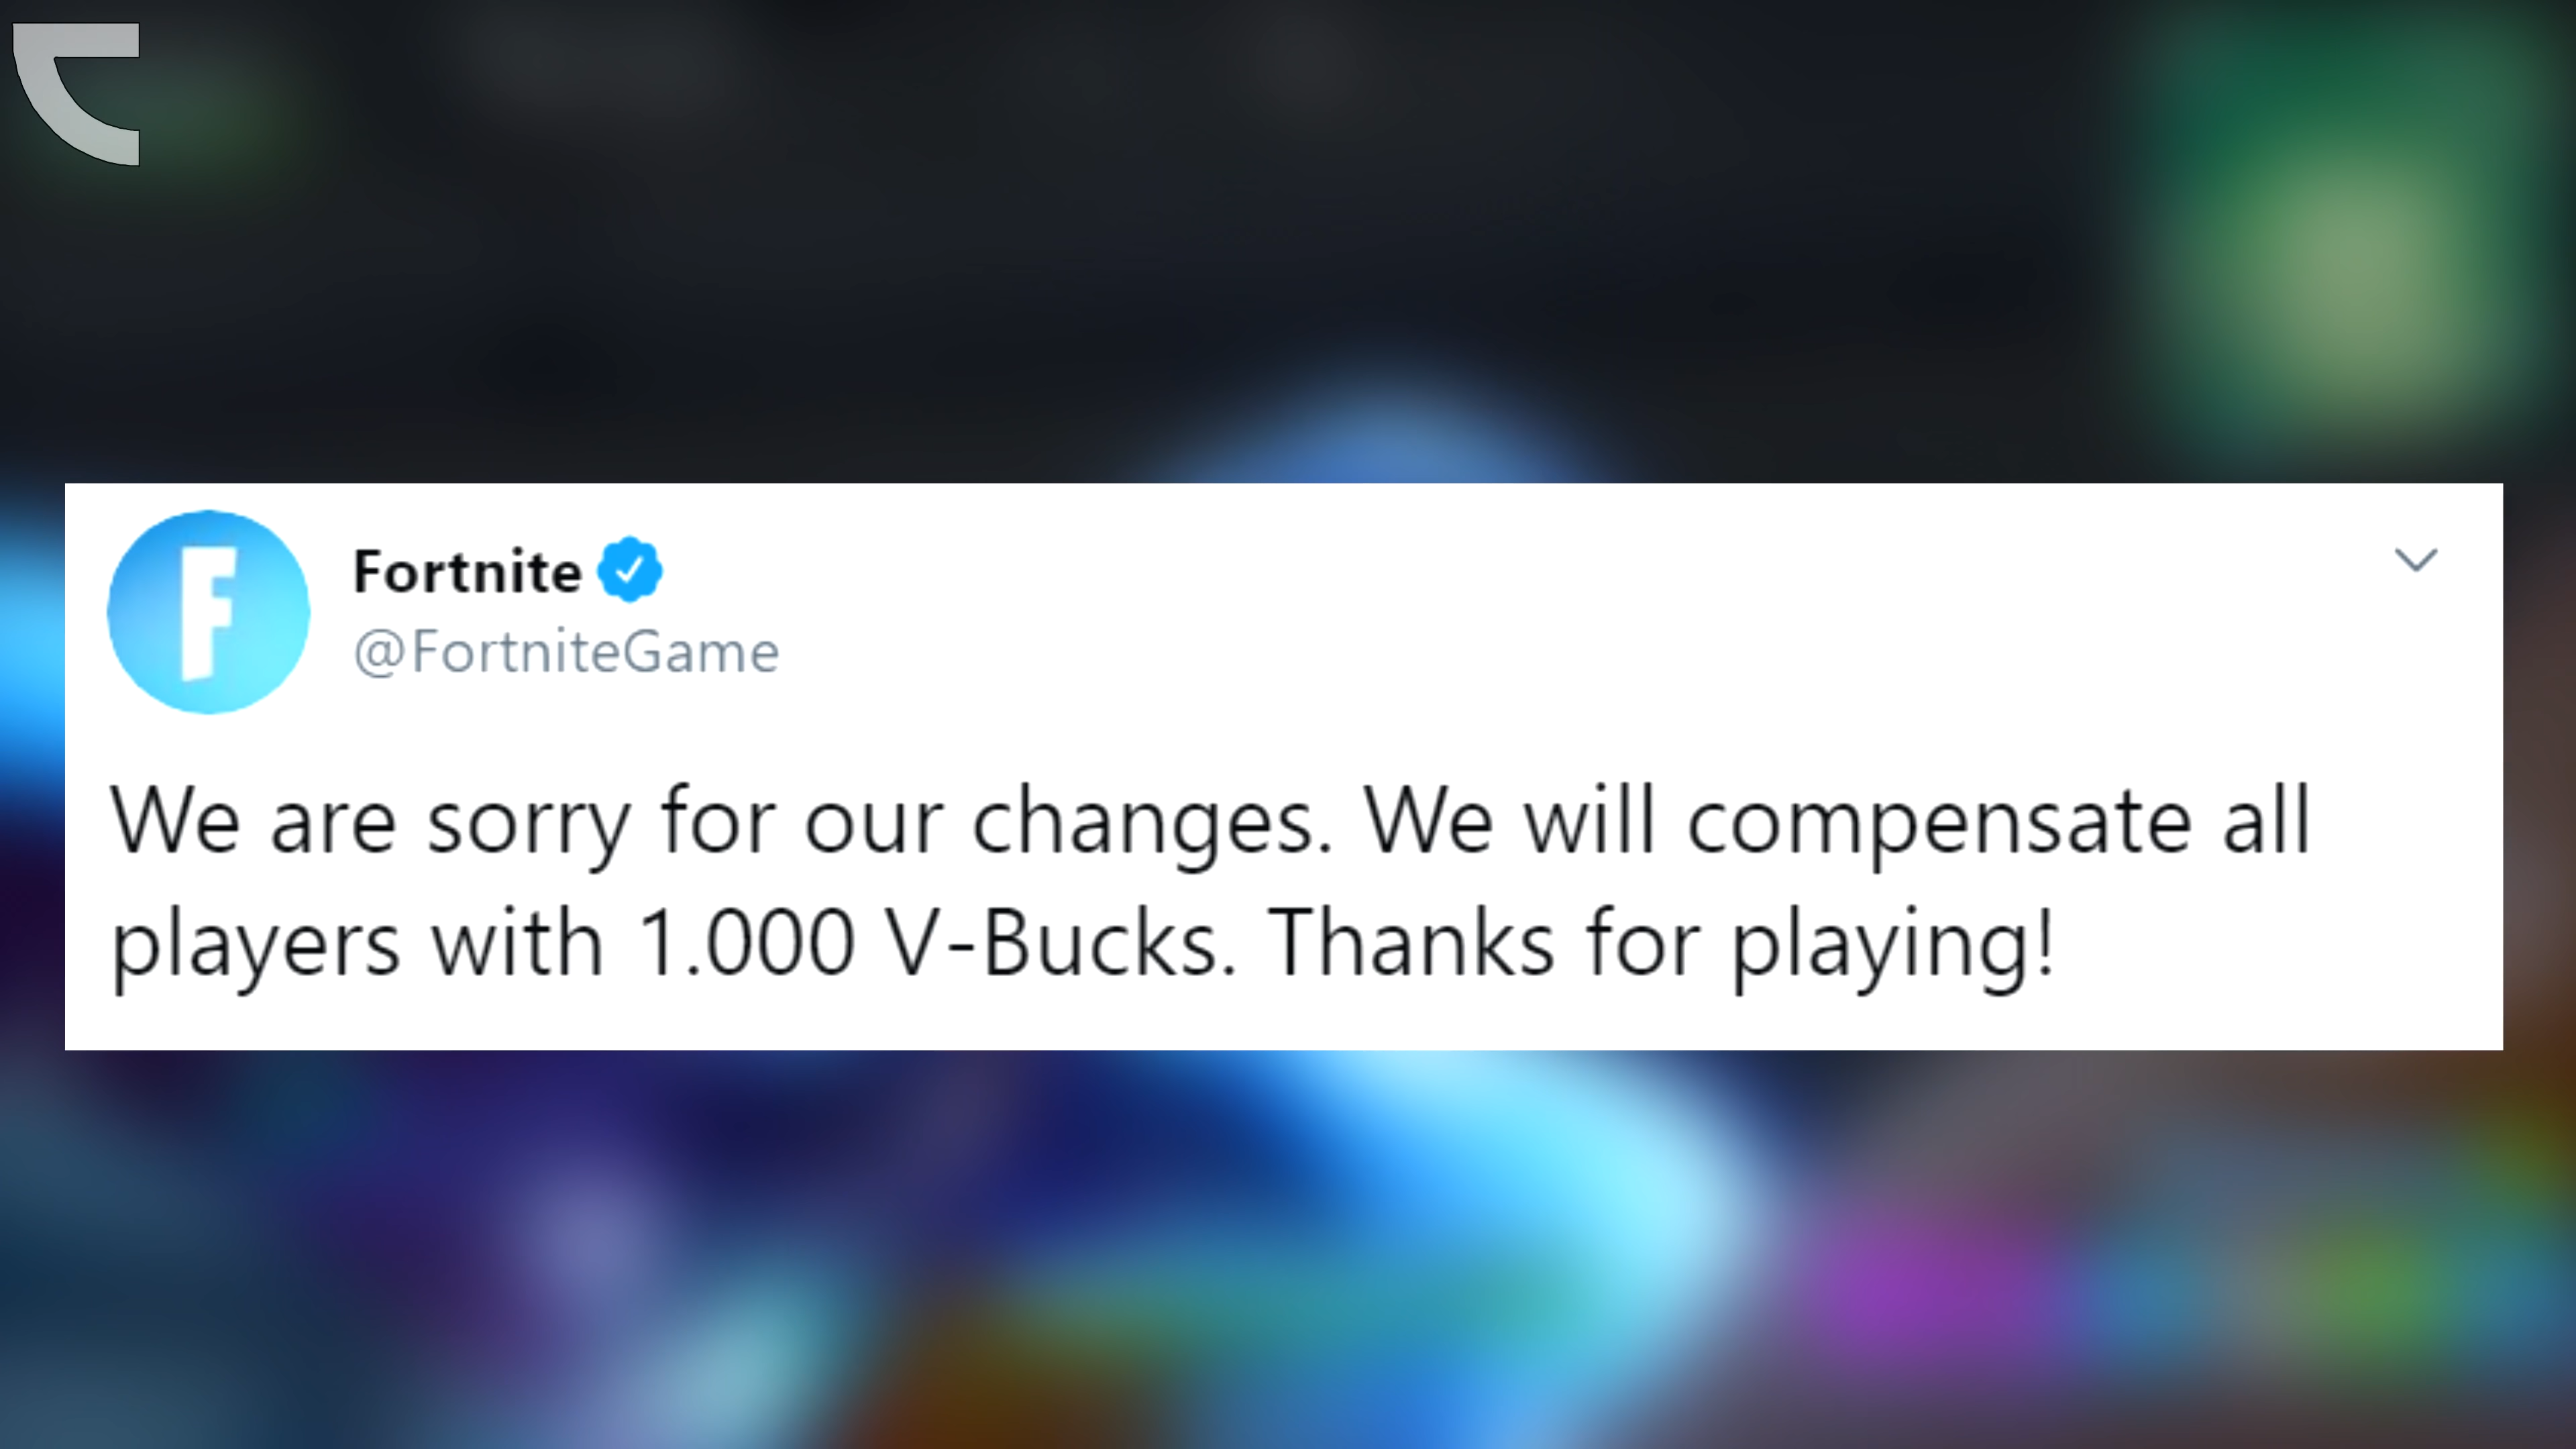 F
Fortnite
@FortniteGame
We are sorry for our changes. We will compensate all
players with 1.000 V-Bucks. Thanks for playing!